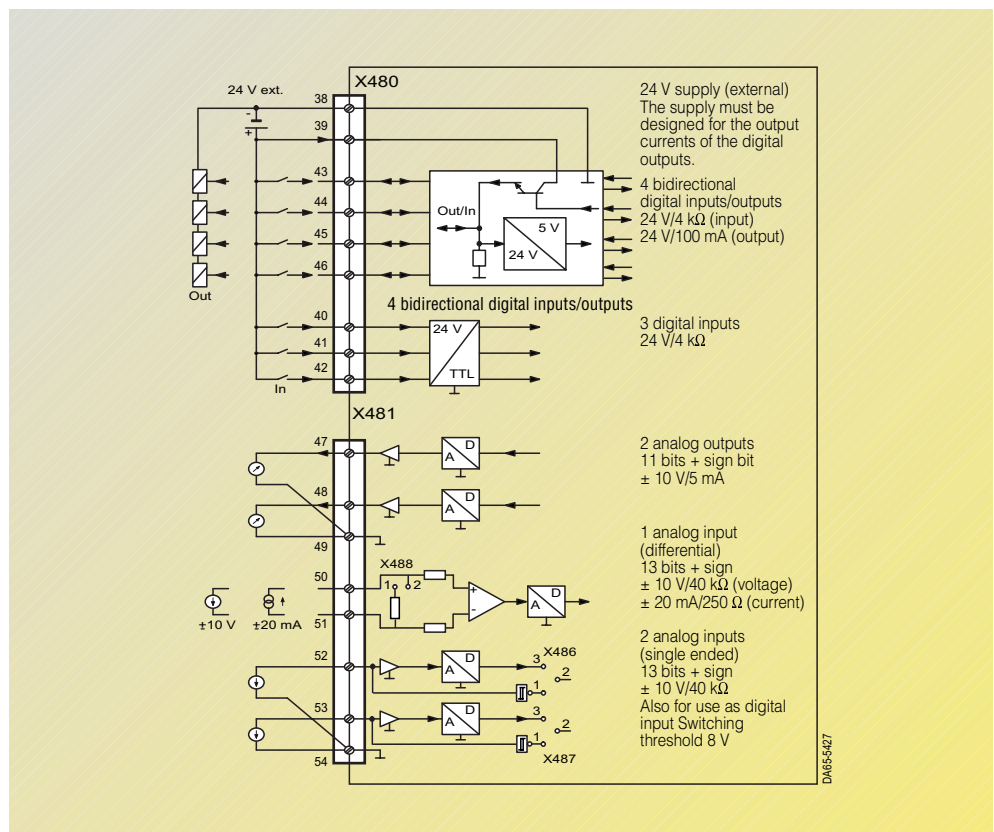 X480
24 V ext.
-
+
38
39
43
44
45
46
Out
40
41
42
In
Out/In
5 V
24 V
4 bidirectional digital inputs/outputs
24 V
TTL
24 V supply (external)
The supply must be
designed for the output
currents of the digital
outputs.
4 bidirectional
digital inputs/outputs
24 V/4 kΩ (input)
24 V/100 mA (output)
3 digital inputs
24 V/4 kΩ
X481
47
48
49
D
A
D
A
2 analog outputs
11 bits + sign bit
± 10 V/5 mA
50
51
±10 V
±20 mA
X488
1
2
+
-
D
A
1 analog input
(differential)
13 bits + sign
± 10 V/40 kΩ (voltage)
± 20 mA/250 Ω (current)
52
53
54
D
A
3
X486
2
1
D
A
3
2
1
X487
2 analog inputs
(single ended)
13 bits + sign
± 10 V/40 kΩ
Also for use as digital
input Switching
threshold 8 V
DA65-5427